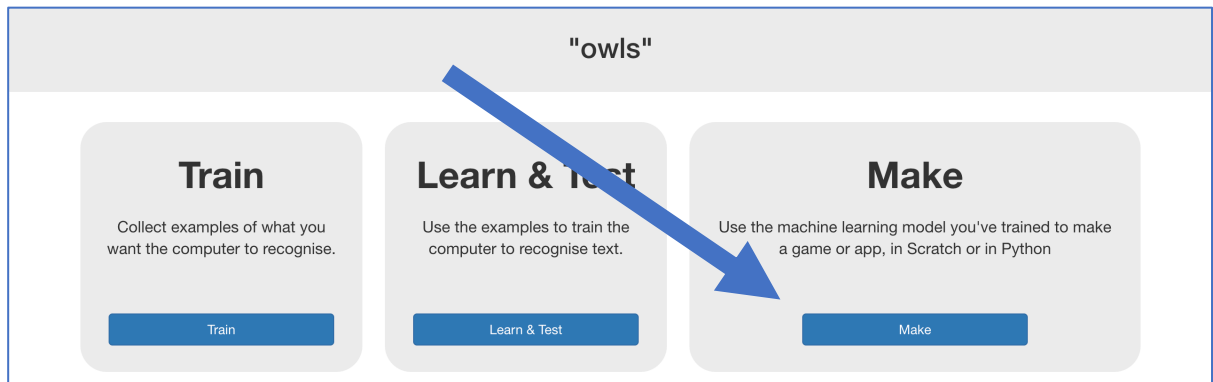 "owls"
Train
Collect examples of what you
want the computer to recognise.
Train
Learn & Test
Use the examples to train the
computer to recognise text.
Learn & Test
Make
Use the machine learning model you've trained to make
a game or app, in Scratch or in Python
Make